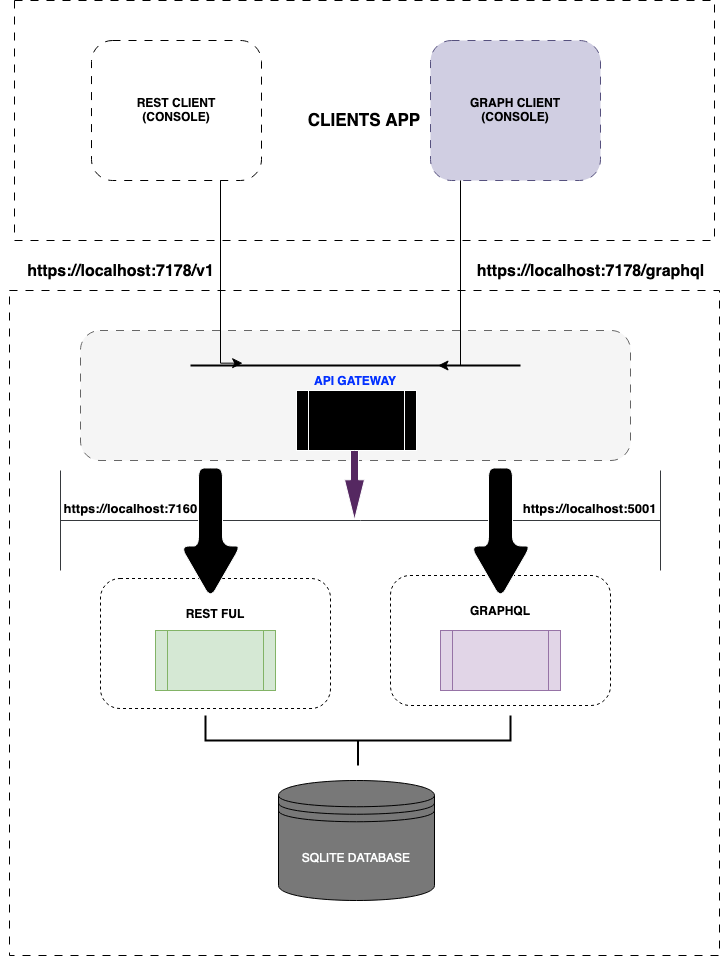 REST CLIENT
(CONSOLE)
CLIENTS APP
GRAPH CLIENT
(CONSOLE)
https://localhost:7178/v1
https://localhost:7178/graphql
API GATEWAY
https://localhost:7160
https://localhost:5001
REST FUL
GRAPHQL
SQLITE DATABASE